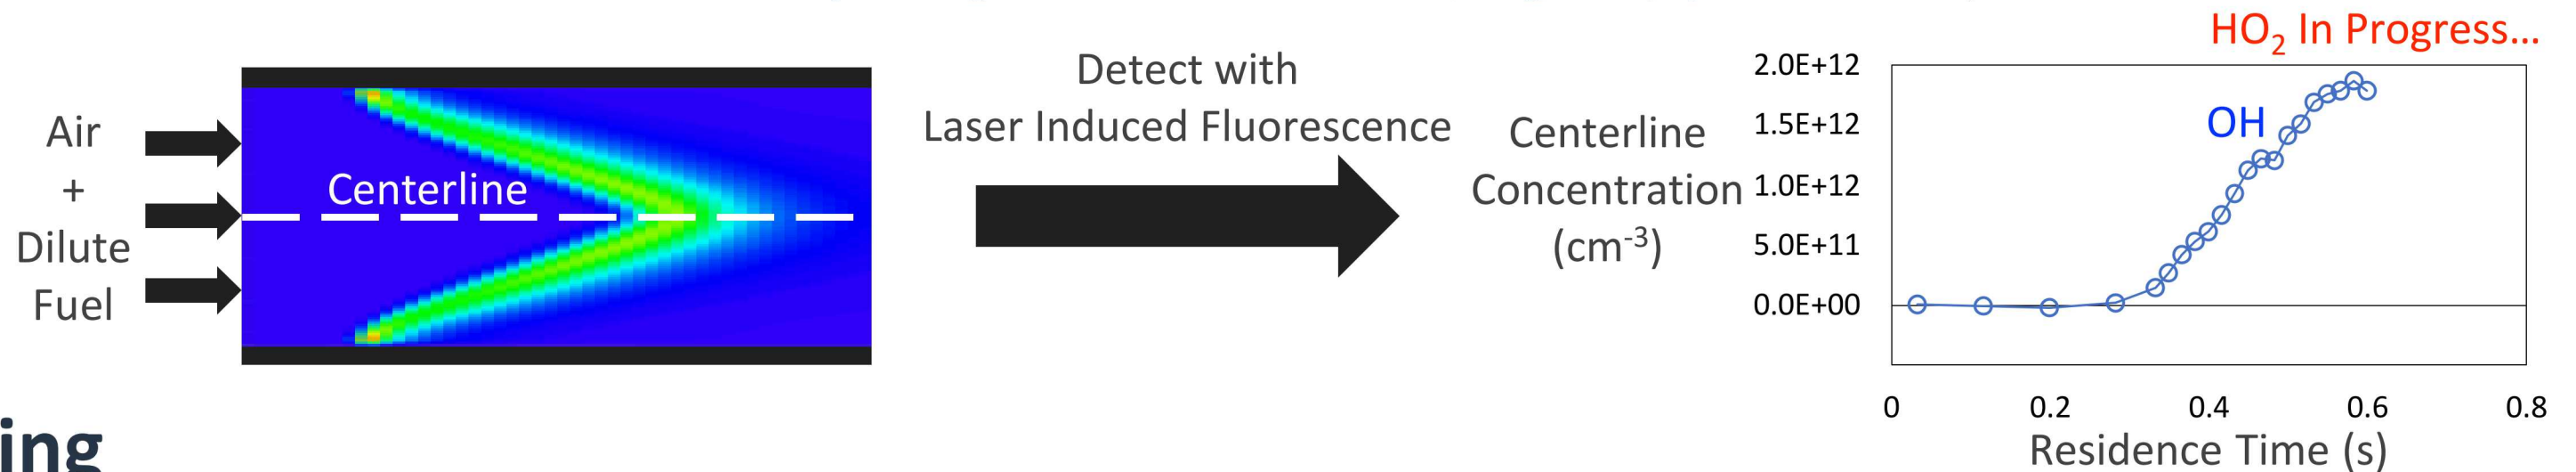 Air
+
Dilute
Fuel
Centerline
Detect with
Laser Induced Fluorescence
Centerline
Concentration
(cm-3)
HO2 In Progress...
2.0E+12
1.5E+12
1.0E+12
5.0E+11
0.0E+00
OH
0 0.2 0.4 0.6 0.8
Residence Time (s)
ing